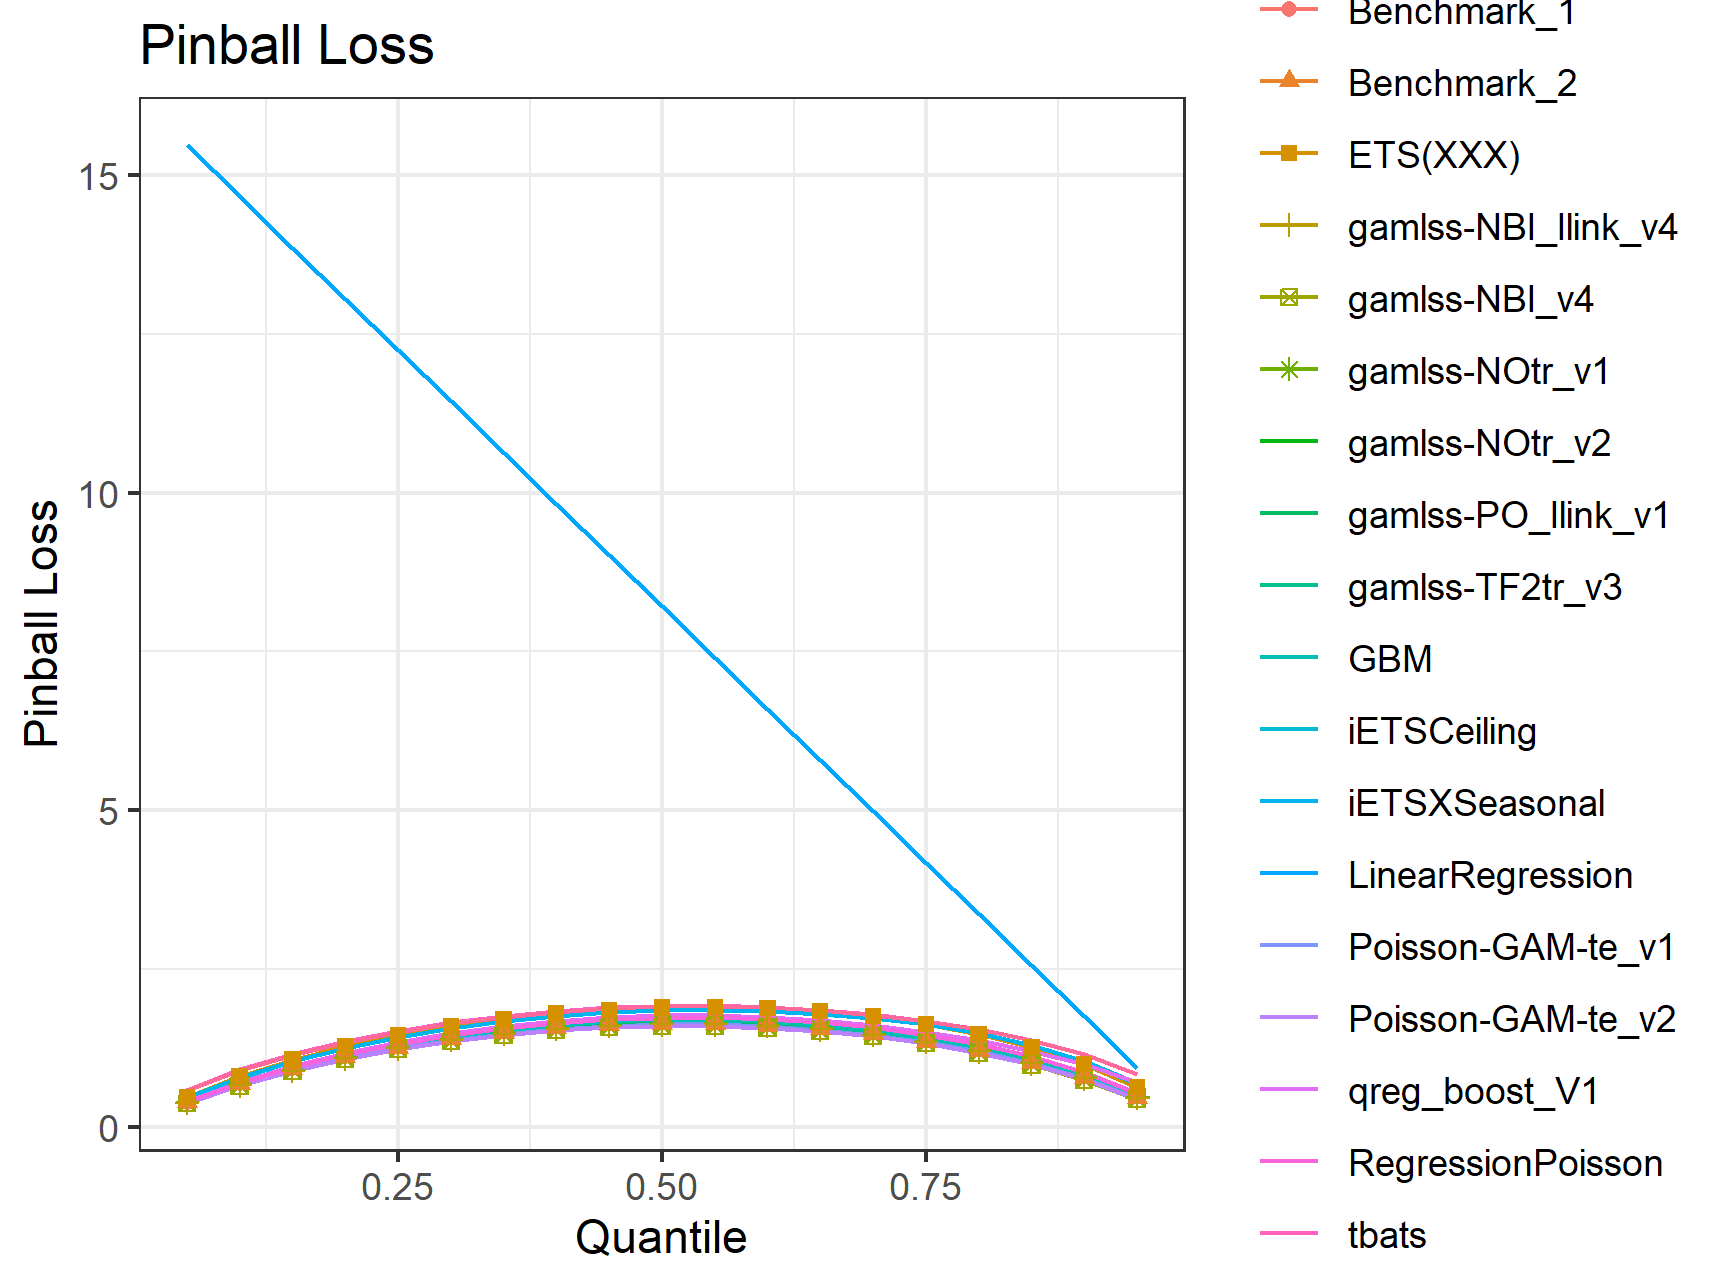 Pinball Loss
Pinball Loss
15
10
5
0
0.25
0.50
0.75
Quantile
Benchmark_1
Benchmark_2
ETS(XXX)
gamlss-NBI_llink_v4
gamlss-NBI_v4
gamlss-NOtr_v1
gamlss-NOtr_v2
gamlss-PO_llink_v1
gamlss-TF2tr_v3
GBM
iETSCeiling
iETSXSeasonal
LinearRegression
Poisson-GAM-te_v1
Poisson-GAM-te_v2
qreg_boost_V1
RegressionPoisson
tbats